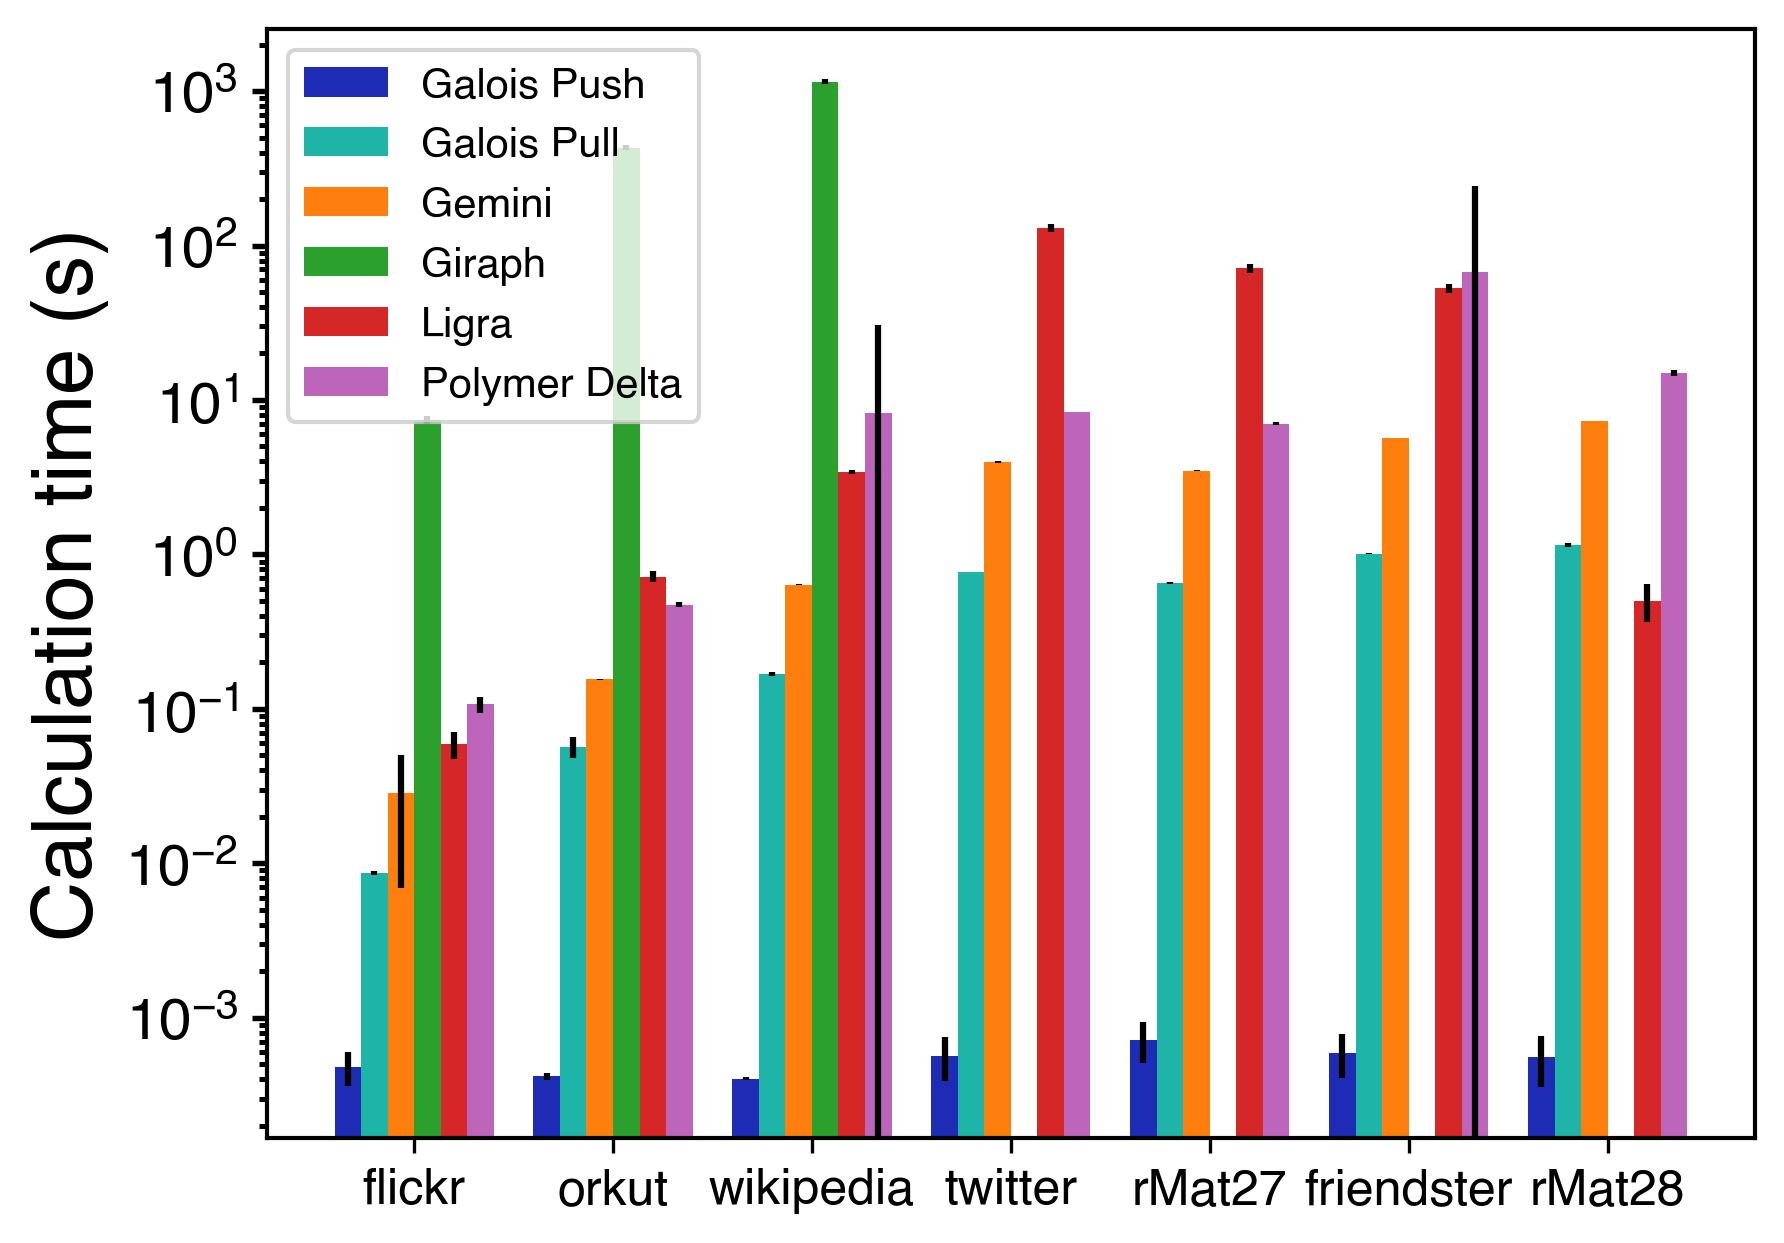 Calculation time (s)
10³
10²
10¹
10⁰
10⁻¹
10⁻²
10⁻³
Galois Push
Galois Pull
Gemini
Giraph
Ligra
Polymer Delta
flickr orkut wikipedia twitter rMat27 friendster rMat28